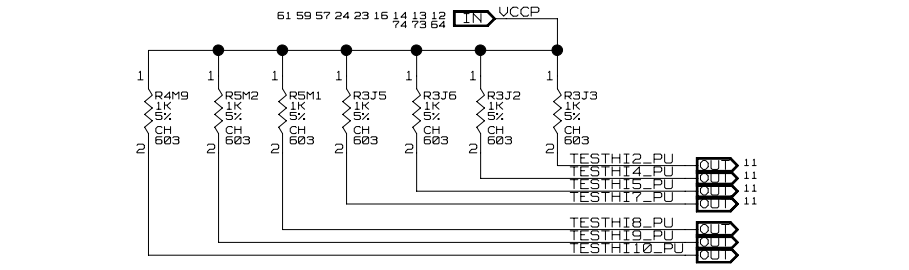 61 59 57 24 23 16 14 13 12 IN VCCP
74 73 64
1 1 1 1 1 1 1
R4M9 R5M2 R5M1 R3J5 R3J6 R3J2 R3J3
1K 1K 1K 1K 1K 1K 1K
5% 5% 5% 5% 5% 5% 5%
CH CH CH CH CH CH CH
603 603 603 603 603 603 603
2 2 2 2 2 2 2
TESTHI2_PU OUT 11
TESTHI4_PU OUT 11
TESTHI5_PU OUT 11
TESTHI7_PU OUT 11
TESTHI8_PU OUT
TESTHI9_PU OUT
TESTHI10_PU OUT